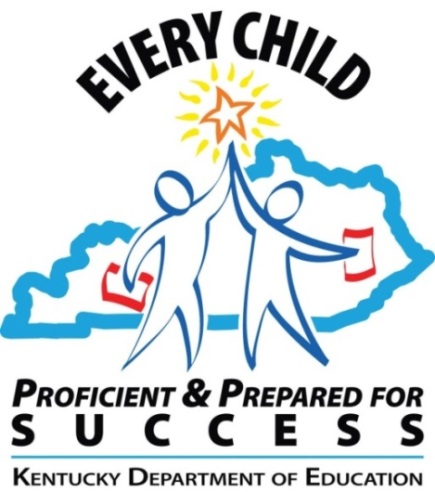 EVERY CHILD
PROFICIENT & PREPARED FOR
SUCCESS
KENTUCKY DEPARTMENT OF EDUCATION